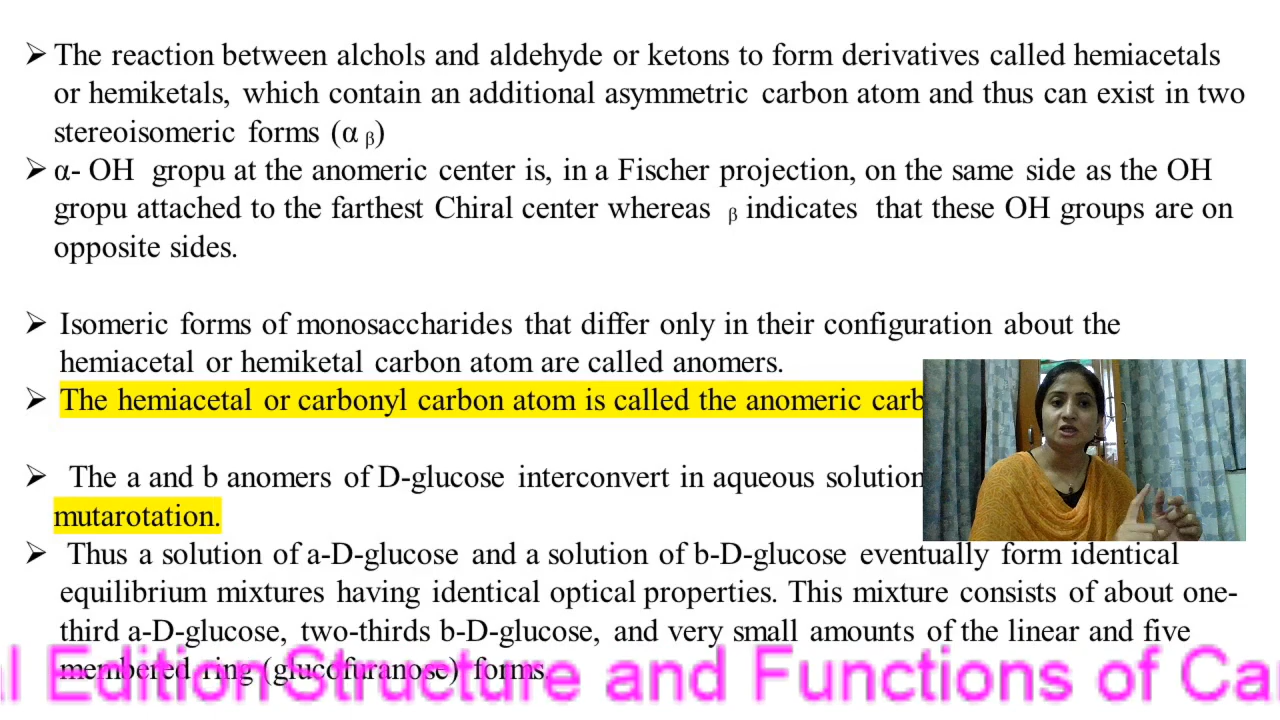 ➢ The reaction between alchols and aldehyde or ketons to form derivatives called hemiacetals
or hemiketals, which contain an additional asymmetric carbon atom and thus can exist in two
stereoisomeric forms (α β)
➢ α- OH gropu at the anomeric center is, in a Fischer projection, on the same side as the OH
gropu attached to the farthest Chiral center whereas β indicates that these OH groups are on
opposite sides.
➢ Isomeric forms of monosaccharides that differ only in their configuration about the
hemiacetal or hemiketal carbon atom are called anomers.
➢ The hemiacetal or carbonyl carbon atom is called the anomeric carb
➢ The a and b anomers of D-glucose interconvert in aqueous solution
mutarotation.
➢ Thus a solution of a-D-glucose and a solution of b-D-glucose eventually form identical
equilibrium mixtures having identical optical properties. This mixture consists of about one-
third a-D-glucose, two-thirds b-D-glucose, and very small amounts of the linear and five
membered ring (glucofuranose) forms.
l Edition Structure and Functions of Ca